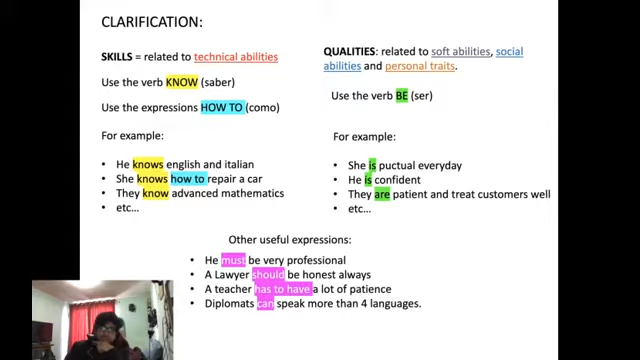 CLARIFICATION:
SKILLS = related to technical abilities
Use the verb KNOW (saber)
Use the expressions HOW TO (como)
For example:
• He knows english and italian
• She knows how to repair a car
• They know advanced mathematics
• etc...
QUALITIES: related to soft abilities, social
abilities and personal traits.
Use the verb BE (ser)
For example:
• She is puctual everyday
• He is confident
• They are patient and treat customers well
• etc...
Other useful expressions:
• He must be very professional
• A Lawyer should be honest always
• A teacher has to have a lot of patience
• Diplomats can speak more than 4 languages.